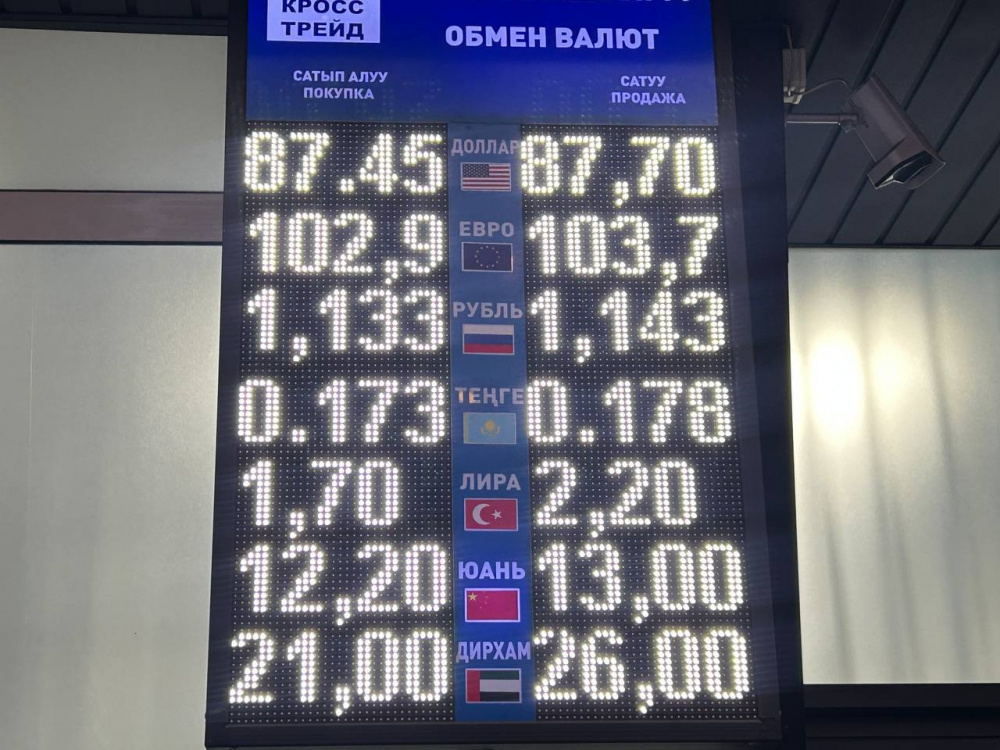 КРОСС
ТРЕЙД
ОБМЕН ВАЛЮТ
САТЫП АЛУУ
ПОКУПКА
САТУУ
ПРОДАЖА
87.45 ДОЛЛАР 87,70
102,9 ЕВРО 103,7
1,133 РУБЛЬ 1,143
0.173 ТЕҢГЕ 0.178
1,70 ЛИРА 2,20
12,20 ЮАНЬ 13,00
21,00 ДИРХАМ 26,00